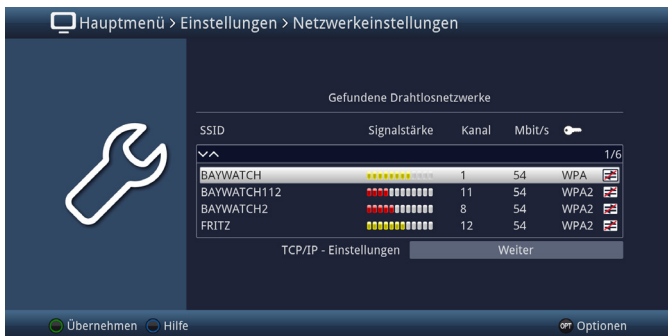 Hauptmenü > Einstellungen > Netzwerkeinstellungen
Gefundene Drahtlosnetzwerke
SSID Signalstärke Kanal Mbit/s
1/6
BAYWATCH 1 54 WPA
BAYWATCH112 11 54 WPA2
BAYWATCH2 8 54 WPA2
FRITZ 12 54 WPA2
TCP/IP - Einstellungen Weiter
Übernehmen Hilfe OPT Optionen